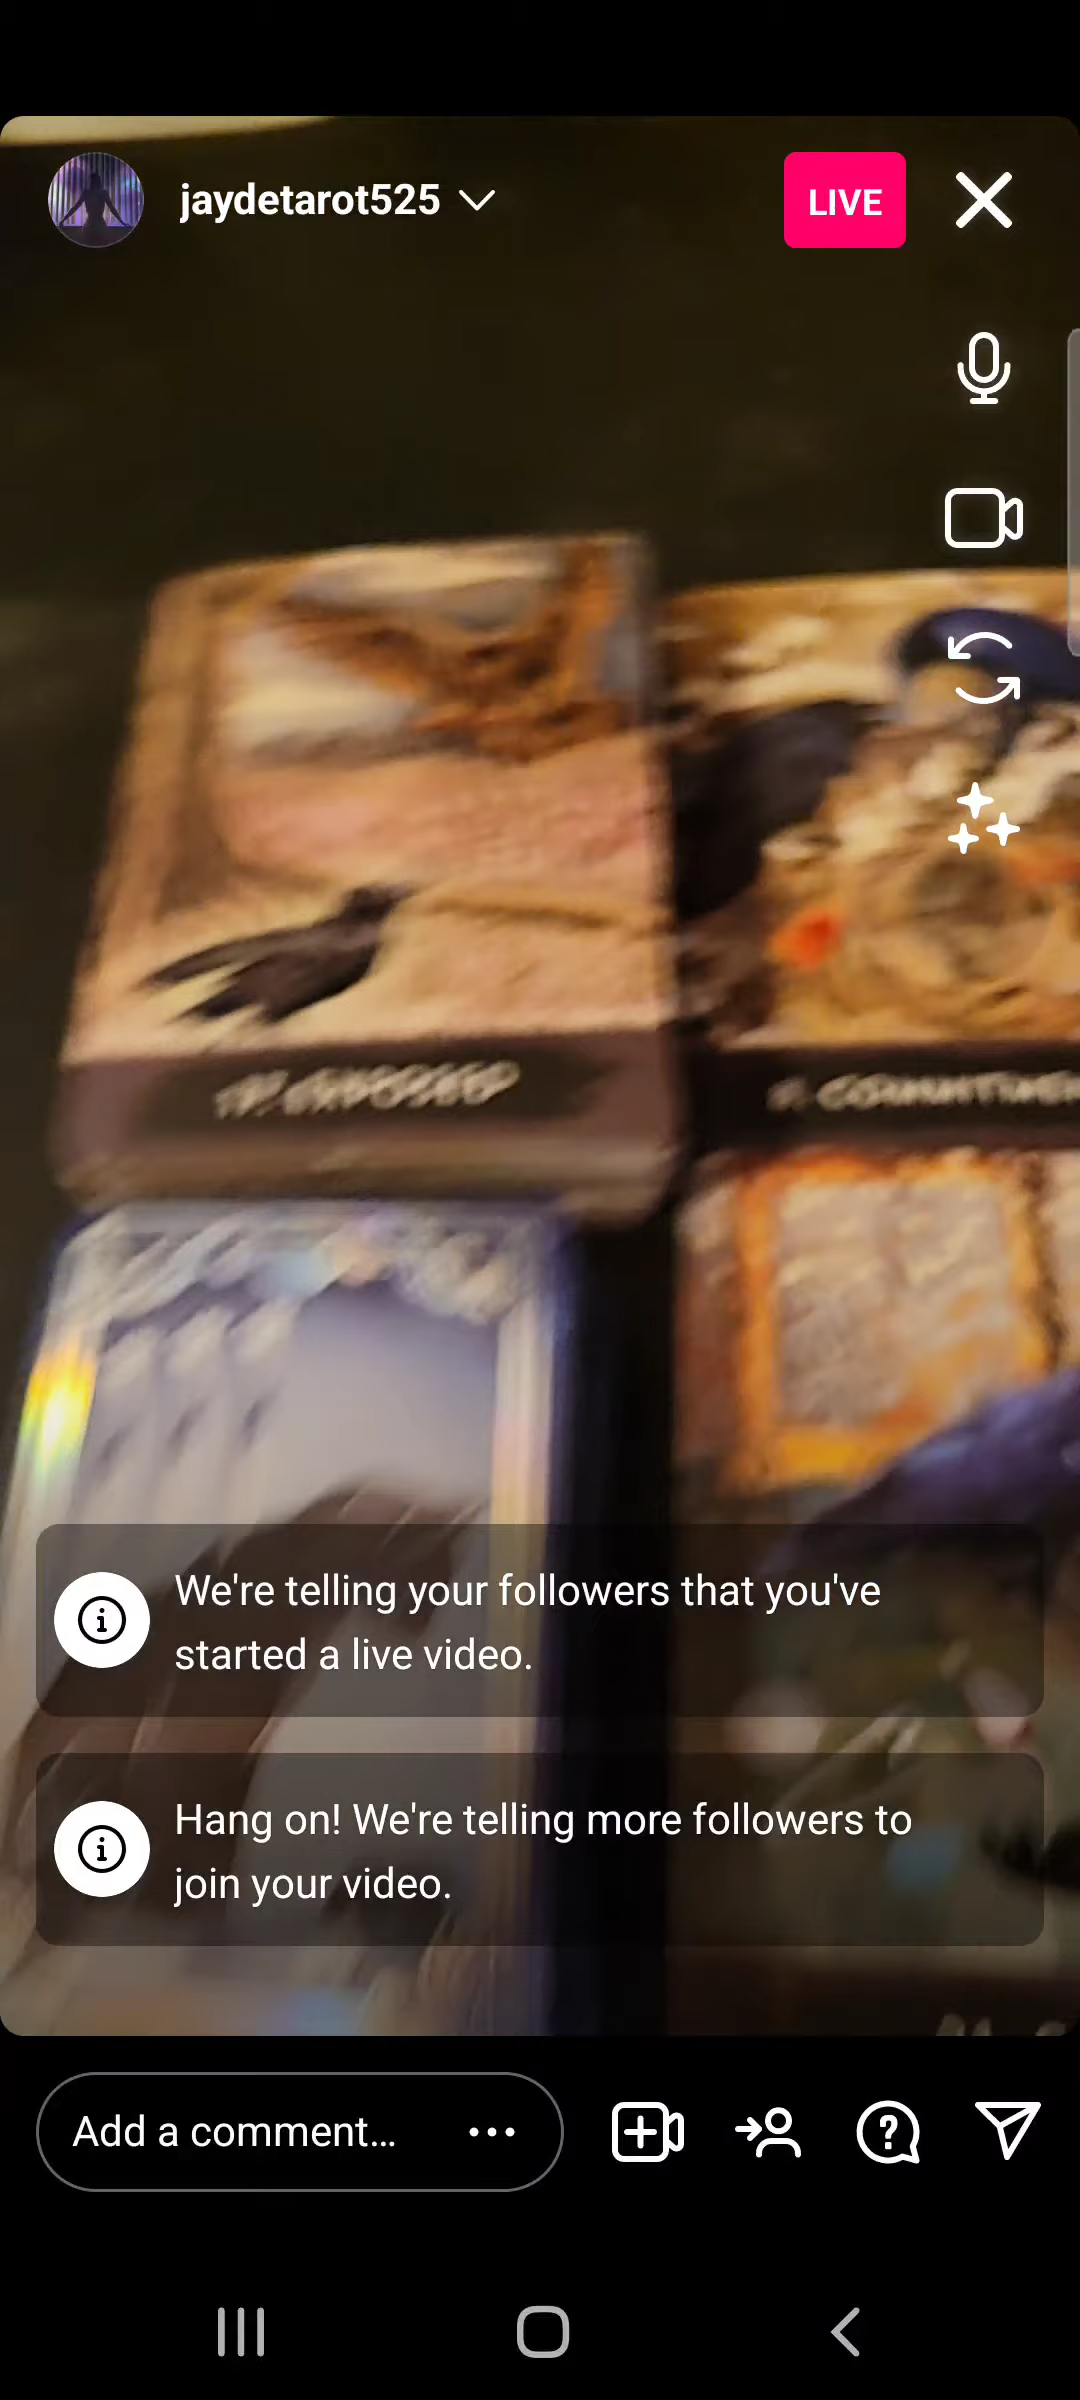 jaydetarot525
LIVE
We're telling your followers that you've
started a live video.
Hang on! We're telling more followers to
join your video.
Add a comment...